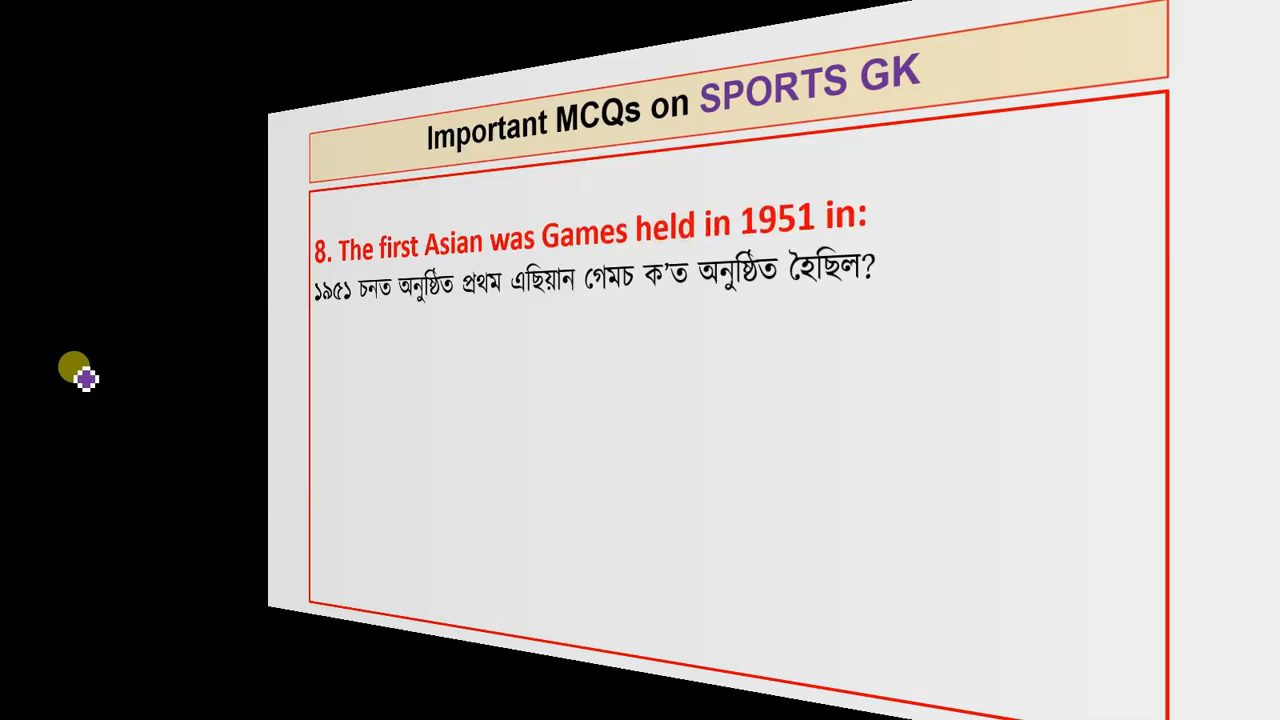 Important MCQs on SPORTS GK
8. The first Asian was Games held in 1951 in:
১৯৫১ চনত অনুষ্ঠিত প্ৰথম এছিয়ান গেমচ ক'ত অনুষ্ঠিত হৈছিল?